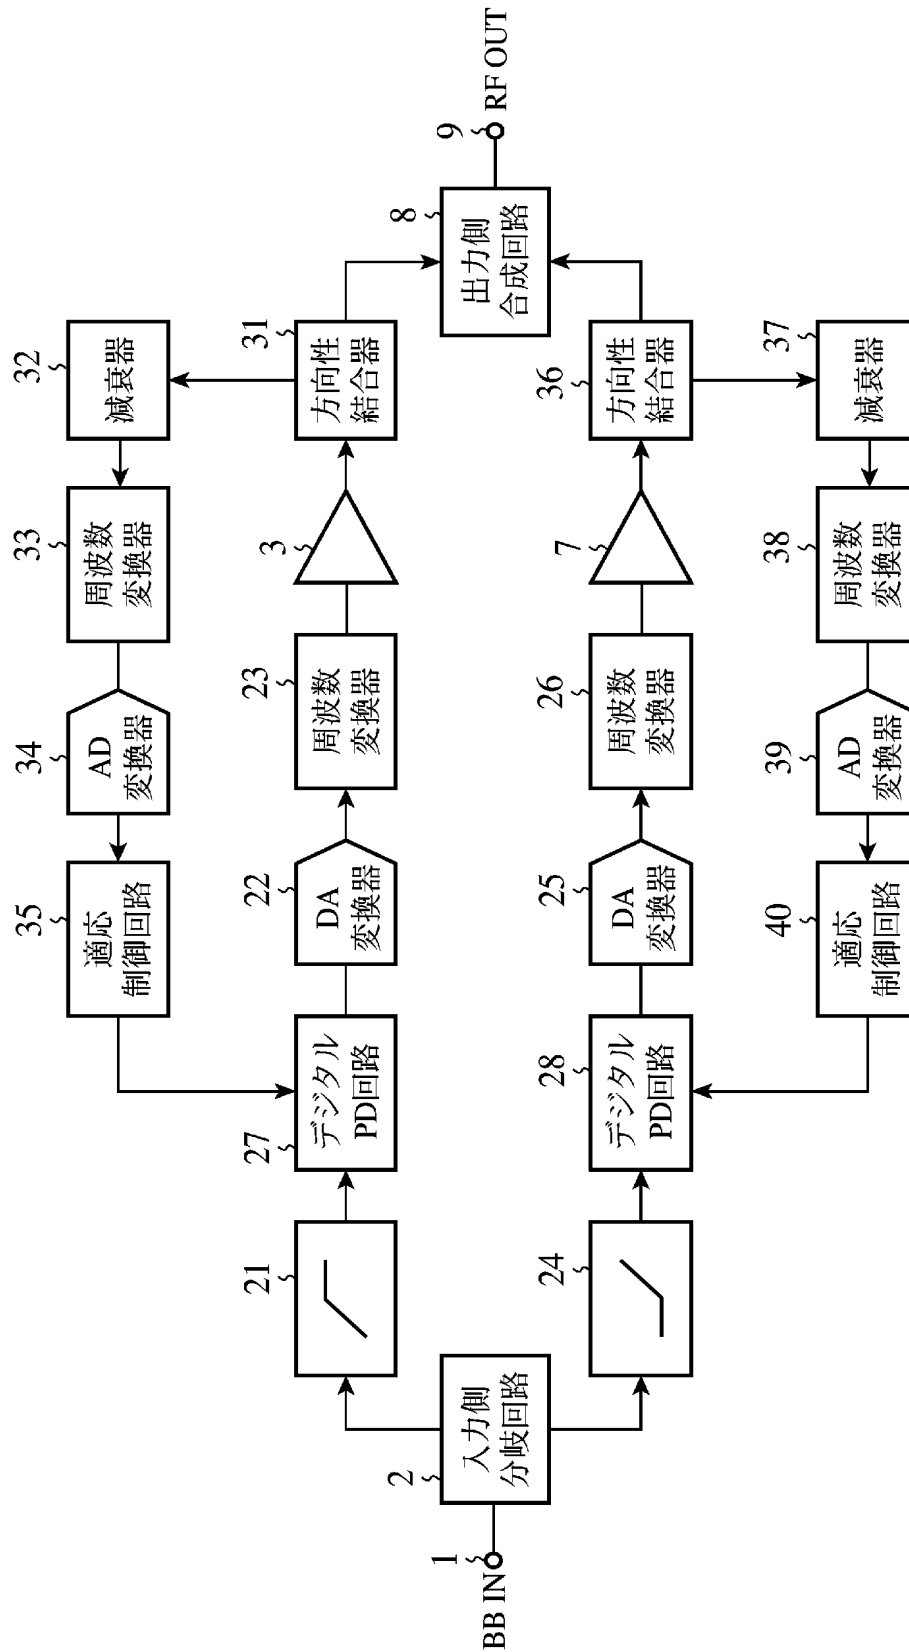 32
減衰器
33
周波数
変換器
34
AD
変換器
35
適応
制御回路
21
27
デジタル
PD回路
22
DA
変換器
23
周波数
変換器
3
31
方向性
結合器
BB IN
1
2
入力側
分岐回路
8
出力側
合成回路
9
RF OUT
24
28
デジタル
PD回路
25
DA
変換器
26
周波数
変換器
7
36
方向性
結合器
37
減衰器
38
周波数
変換器
39
AD
変換器
40
適応
制御回路